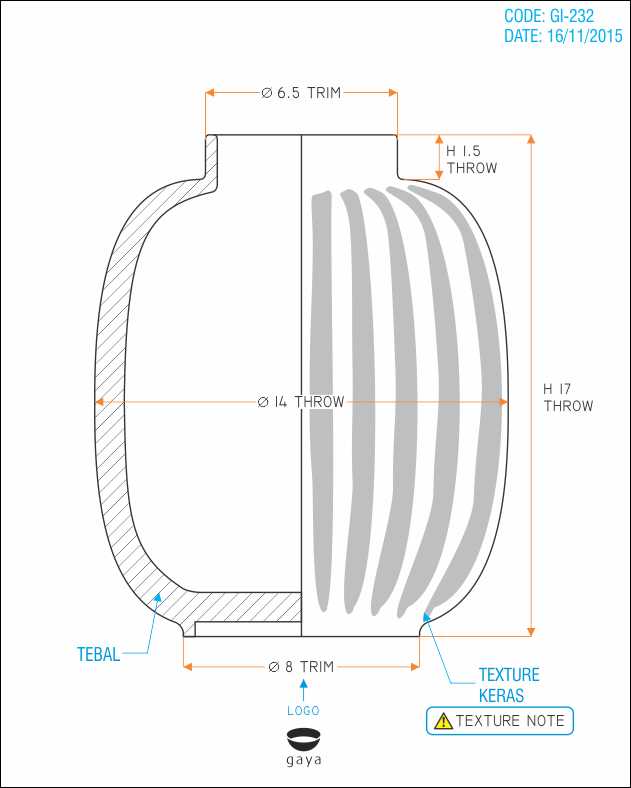 CODE: GI-232
DATE: 16/11/2015
Ø 6.5 TRIM
H 1.5
THROW
Ø 14 THROW
H 17
THROW
TEBAL
Ø 8 TRIM
TEXTURE
KERAS
LOGO
⚠ TEXTURE NOTE
gaya